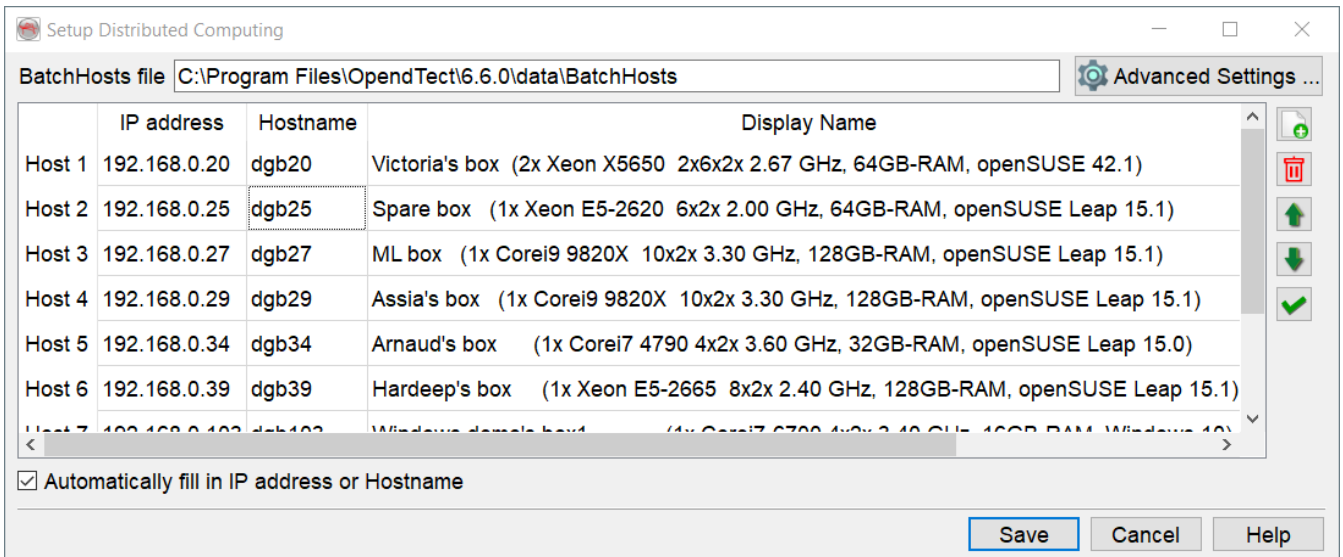 Setup Distributed Computing
BatchHosts file C:\Program Files\OpendTect\6.6.0\data\BatchHosts Advanced Settings ...
IP address Hostname Display Name
Host 1 192.168.0.20 dgb20 Victoria's box (2x Xeon X5650 2x6x2x 2.67 GHz, 64GB-RAM, openSUSE 42.1)
Host 2 192.168.0.25 dgb25 Spare box (1x Xeon E5-2620 6x2x 2.00 GHz, 64GB-RAM, openSUSE Leap 15.1)
Host 3 192.168.0.27 dgb27 ML box (1x Corei9 9820X 10x2x 3.30 GHz, 128GB-RAM, openSUSE Leap 15.1)
Host 4 192.168.0.29 dgb29 Assia's box (1x Corei9 9820X 10x2x 3.30 GHz, 128GB-RAM, openSUSE Leap 15.1)
Host 5 192.168.0.34 dgb34 Arnaud's box (1x Corei7 4790 4x2x 3.60 GHz, 32GB-RAM, openSUSE Leap 15.0)
Host 6 192.168.0.39 dgb39 Hardeep's box (1x Xeon E5-2665 8x2x 2.40 GHz, 128GB-RAM, openSUSE Leap 15.1)
Automatically fill in IP address or Hostname
Save Cancel Help